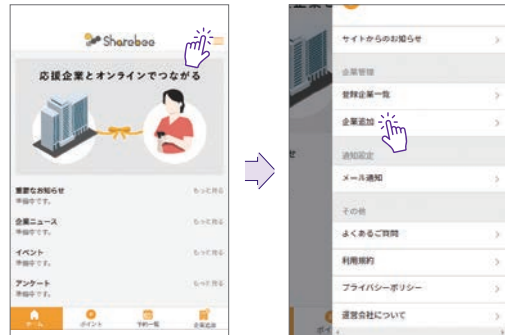 Sharebee
応援企業とオンラインでつながる
重要なお知らせ
もっと見る
準備中です。
企業ニュース
もっと見る
準備中です。
イベント
もっと見る
準備中です。
アンケート
もっと見る
準備中です。
ホーム
ポイント
予約一覧
企業追加
サイトからのお知らせ
企業管理
登録企業一覧
企業追加
通知設定
メール通知
その他
よくあるご質問
利用規約
プライバシーポリシー
運営会社について